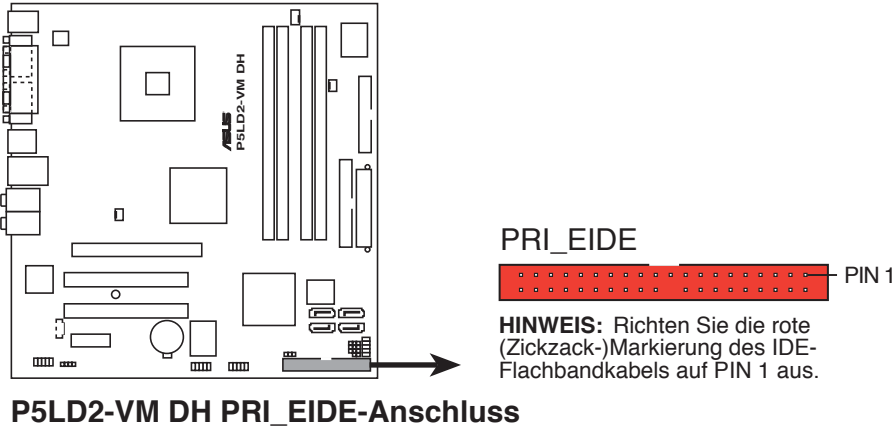 ASUS
P5LD2-VM DH
PRI_EIDE
PIN 1
HINWEIS: Richten Sie die rote
(Zickzack-)Markierung des IDE-
Flachbandkabels auf PIN 1 aus.
P5LD2-VM DH PRI_EIDE-Anschluss